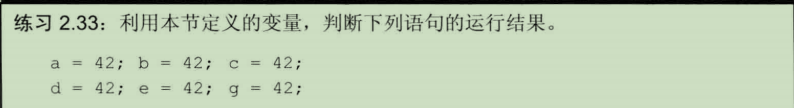 练习 2.33：利用本节定义的变量，判断下列语句的运行结果。
a = 42; b = 42; c = 42;
d = 42; e = 42; g = 42;